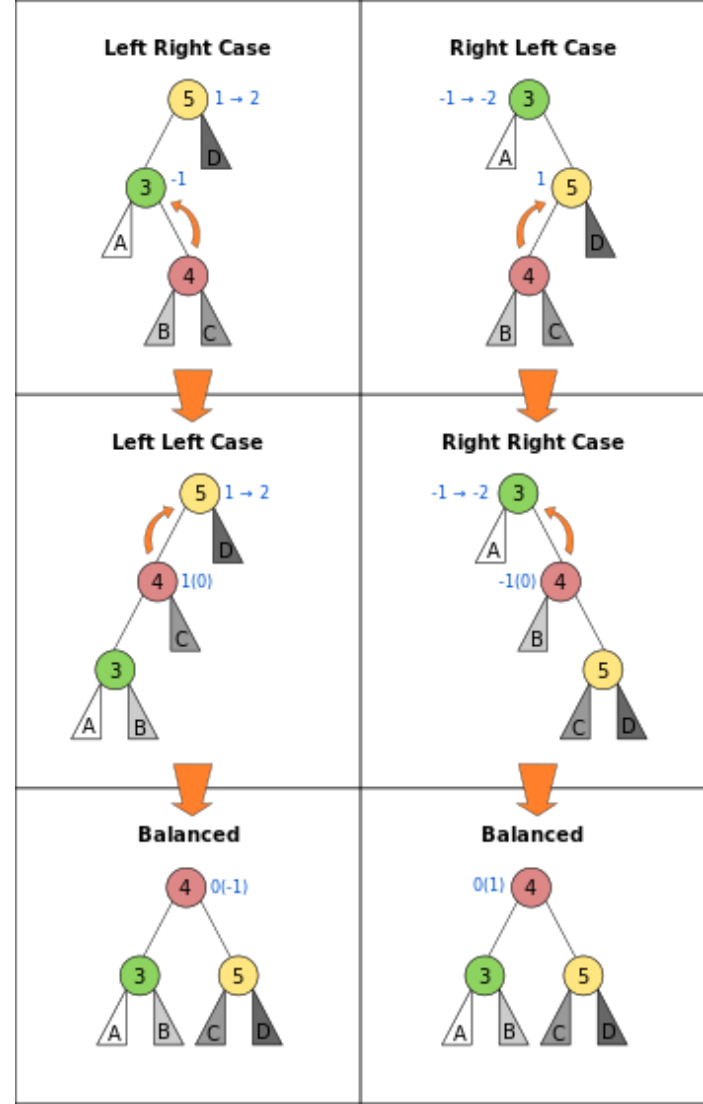 Left Right Case
5 1 → 2
D
3 -1
A
4
B C
Right Left Case
-1 → -2 3
A
1 5
D
4
B C
Left Left Case
5 1 → 2
D
4 1(0)
C
3
A B
Right Right Case
-1 → -2 3
A
-1(0) 4
B
5
C D
Balanced
4 0(-1)
3 5
A B C D
Balanced
0(1) 4
3 5
A B C D